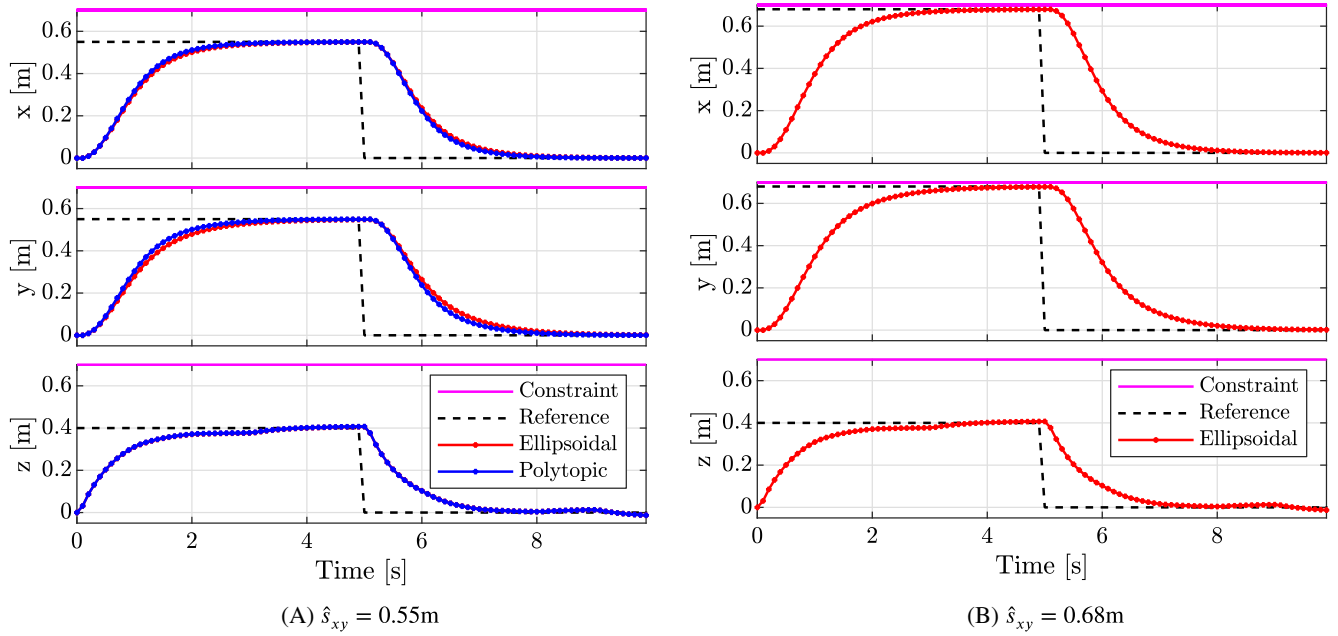 0.6
0.4
0.2
0
x [m]
0.6
0.4
0.2
0
y [m]
0.6
0.4
0.2
0
z [m]
Constraint
Reference
Ellipsoidal
Polytopic
0 2 4 6 8
Time [s]
(A) ŝxy = 0.55m
0.6
0.4
0.2
0
x [m]
0.6
0.4
0.2
0
y [m]
0.6
0.4
0.2
0
z [m]
Constraint
Reference
Ellipsoidal
0 2 4 6 8
Time [s]
(B) ŝxy = 0.68m